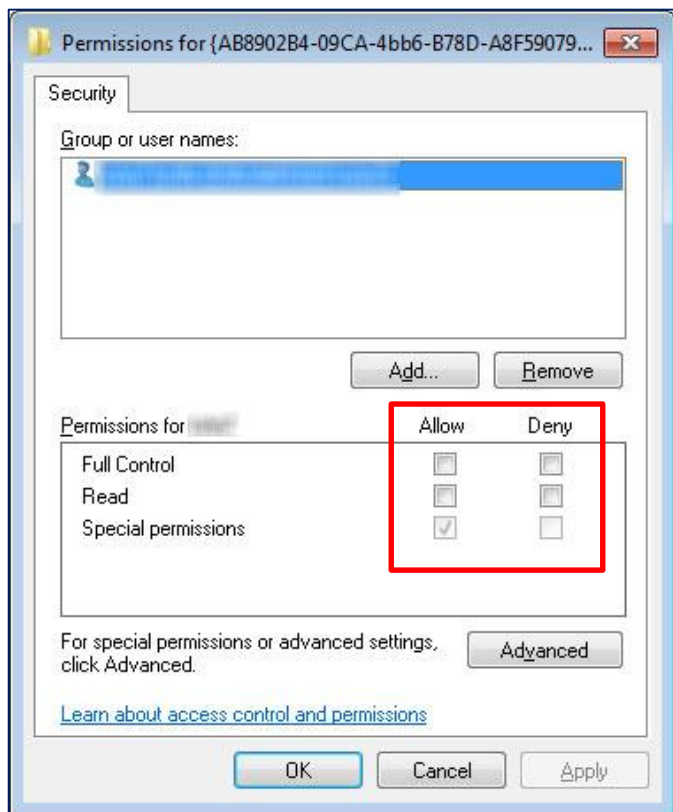 Permissions for {AB8902B4-09CA-4bb6-B78D-A8F59079...
Security
Group or user names:
Add...
Remove
Permissions for
Allow
Deny
Full Control
Read
Special permissions
For special permissions or advanced settings,
click Advanced.
Advanced
Learn about access control and permissions
OK
Cancel
Apply